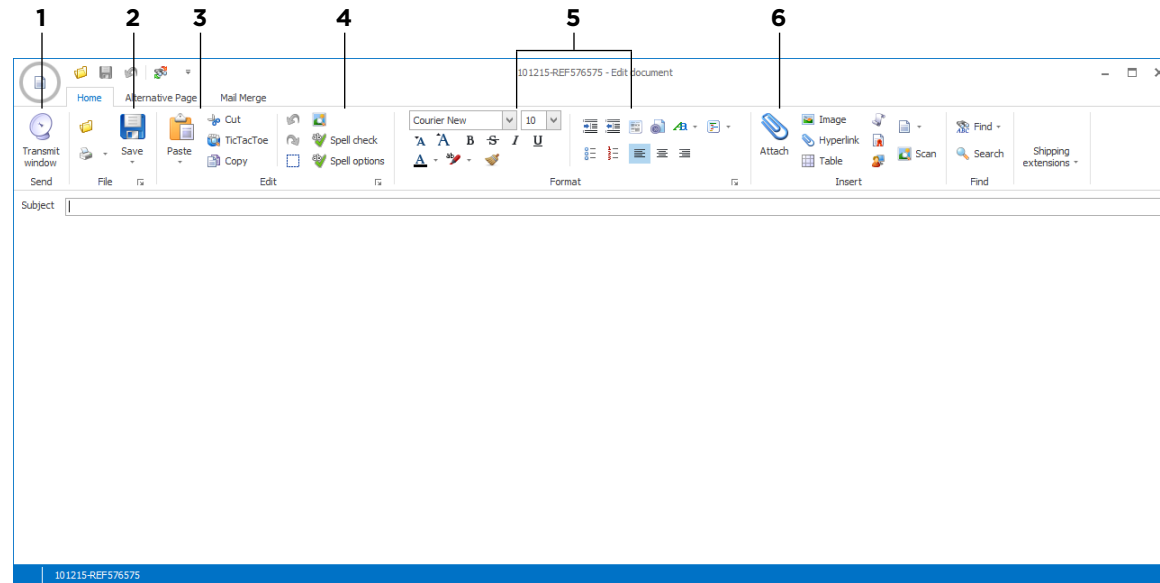 1 2 3 4 5 6
101215-REF576575 - Edit document
Home Alternative Page Mail Merge
Cut Courier New 10 Image Find
Transmit window Save Paste TicTacToe Spell check A A B S I U Attach Hyperlink Search Shipping extensions
Copy Spell options A Table Scan
Send File Edit Format Insert Find
Subject
101215-REF576575